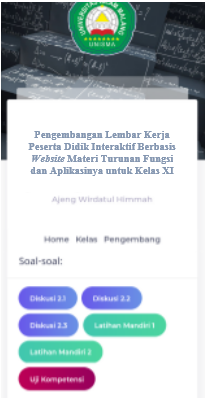 UNISMA
Pengembangan Lembar Kerja
Peserta Didik Interaktif Berbasis
Website Materi Turunan Fungsi
dan Aplikasinya untuk Kelas XI
Ajeng Wirdatul Himmah
Home Kelas Pengembang
Soal-soal:
Diskusi 2.1 Diskusi 2.2
Diskusi 2.3 Latihan Mandiri 1
Latihan Mandiri 2
Uji Kompetensi